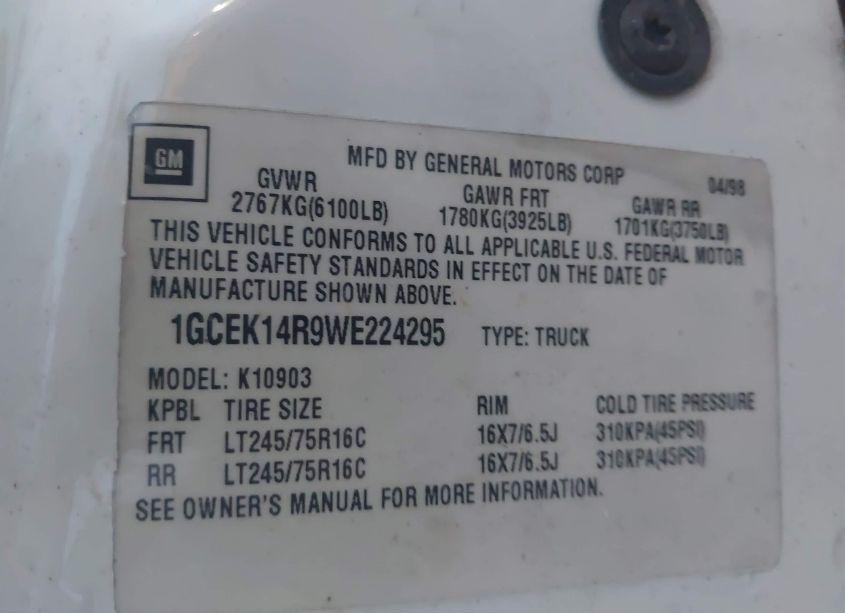 GM
MFD BY GENERAL MOTORS CORP 04/98
GVWR GAWR FRT GAWR RR
2767KG(6100LB) 1780KG(3925LB) 1701KG(3750LB)
THIS VEHICLE CONFORMS TO ALL APPLICABLE U.S. FEDERAL MOTOR
VEHICLE SAFETY STANDARDS IN EFFECT ON THE DATE OF
MANUFACTURE SHOWN ABOVE.
1GCEK14R9WE224295 TYPE: TRUCK
MODEL: K10903
KPBL TIRE SIZE RIM COLD TIRE PRESSURE
FRT LT245/75R16C 16X7/6.5J 310KPA(45PSI)
RR LT245/75R16C 16X7/6.5J 310KPA(45PSI)
SEE OWNER'S MANUAL FOR MORE INFORMATION.